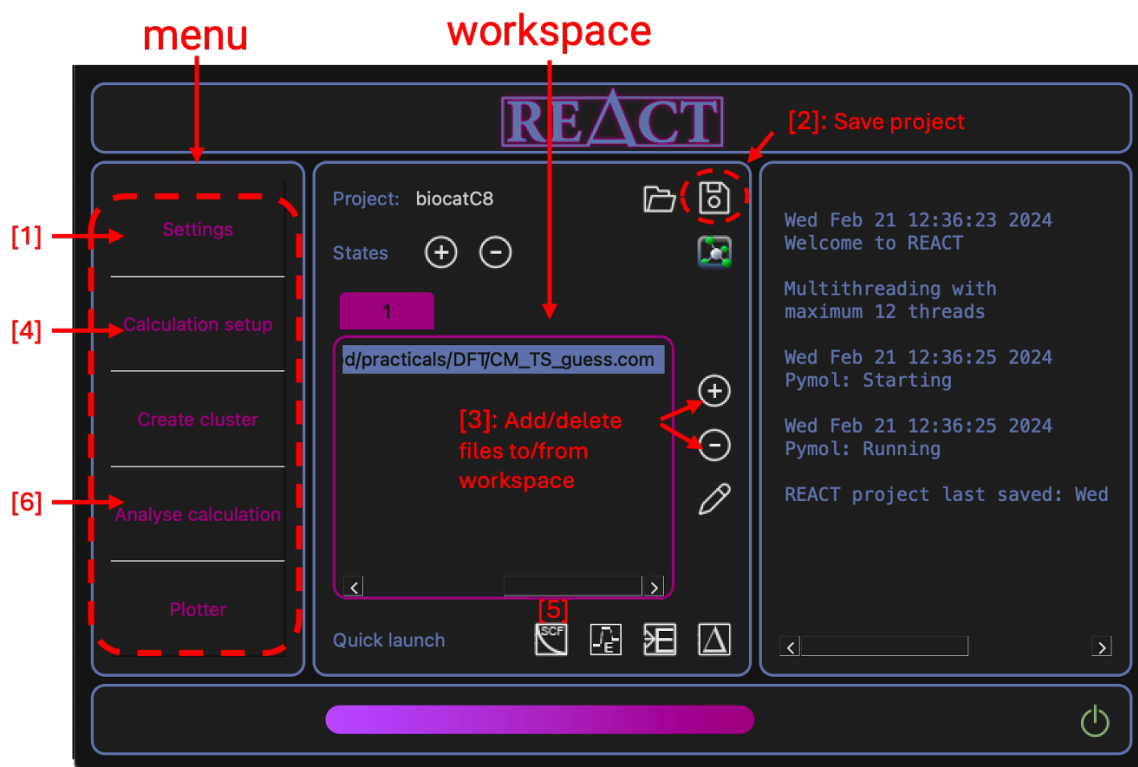 menu
workspace
REACT
[2]: Save project
Project: biocatC8
States
[1]
Settings
[4]
Calculation setup
Create cluster
[6]
Analyse calculation
Plotter
1
d/practicals/DFT/CM_TS_guess.com
[3]: Add/delete
files to/from
workspace
[5]
Quick launch
SCF
E
Δ
Wed Feb 21 12:36:23 2024
Welcome to REACT
Multithreading with
maximum 12 threads
Wed Feb 21 12:36:25 2024
Pymol: Starting
Wed Feb 21 12:36:25 2024
Pymol: Running
REACT project last saved: Wed